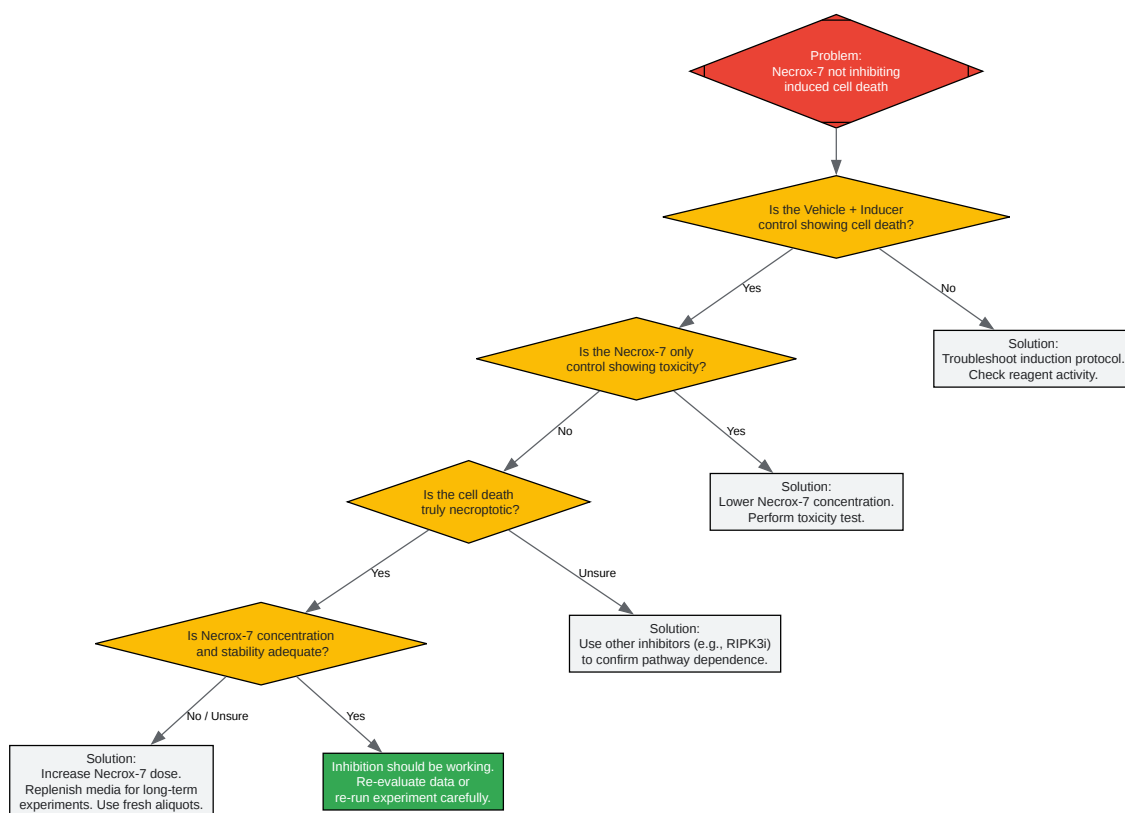 Problem:
Necrox-7 not inhibiting
induced cell death
Is the Vehicle + Inducer
control showing cell death?
Yes
No
Is the Necrox-7 only
control showing toxicity?
Solution:
Troubleshoot induction protocol.
Check reagent activity.
No
Yes
Is the cell death
truly necroptotic?
Solution:
Lower Necrox-7 concentration.
Perform toxicity test.
Yes
Unsure
Is Necrox-7 concentration
and stability adequate?
Solution:
Use other inhibitors (e.g., RIPK3i)
to confirm pathway dependence.
No / Unsure
Yes
Solution:
Increase Necrox-7 dose.
Replenish media for long-term
experiments. Use fresh aliquots.
Inhibition should be working.
Re-evaluate data or
re-run experiment carefully.